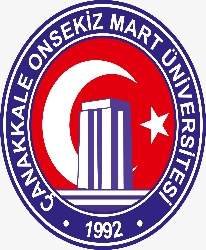 ÇANAKKALE ONSEKİZ MART ÜNİVERSİTESİ
• 1992 •